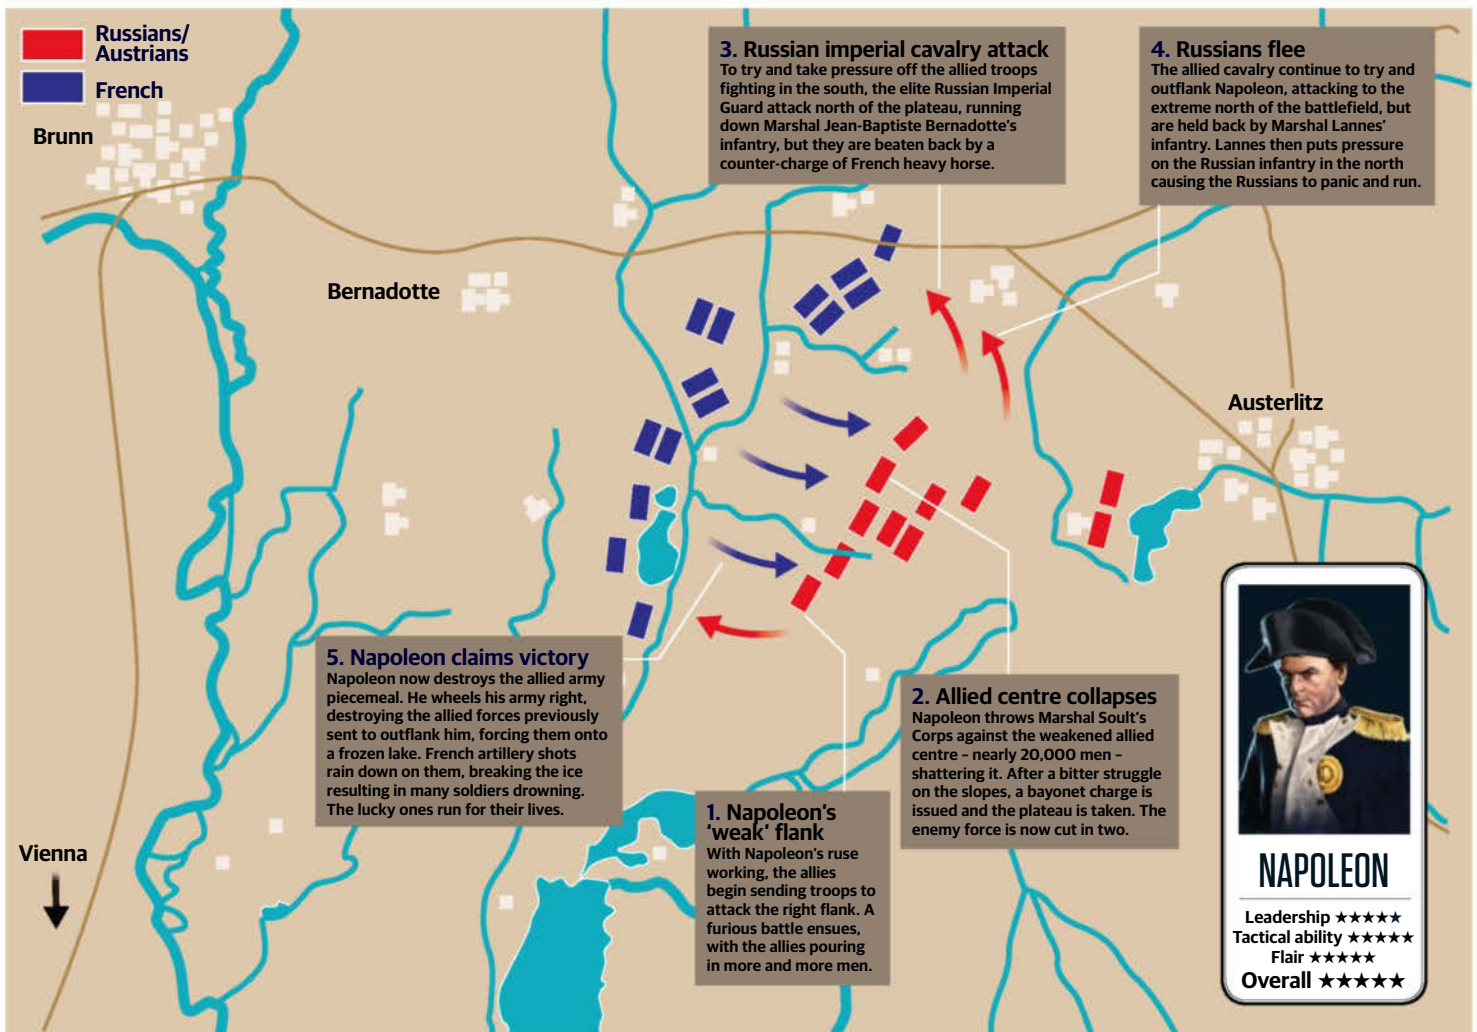 Russians/
Austrians
French
Brunn
Bernadotte
Austerlitz
Vienna
3. Russian imperial cavalry attack
To try and take pressure off the allied troops
fighting in the south, the elite Russian Imperial
Guard attack north of the plateau, running
down Marshal Jean-Baptiste Bernadotte's
infantry, but they are beaten back by a
counter-charge of French heavy horse.
4. Russians flee
The allied cavalry continue to try and
outflank Napoleon, attacking to the
extreme north of the battlefield, but
are held back by Marshal Lannes'
infantry. Lannes then puts pressure
on the Russian infantry in the north
causing the Russians to panic and run.
5. Napoleon claims victory
Napoleon now destroys the allied army
piecemeal. He wheels his army right,
destroying the allied forces previously
sent to outflank him, forcing them onto
a frozen lake. French artillery shots
rain down on them, breaking the ice
resulting in many soldiers drowning.
The lucky ones run for their lives.
2. Allied centre collapses
Napoleon throws Marshal Soult's
Corps against the weakened allied
centre – nearly 20,000 men –
shattering it. After a bitter struggle
on the slopes, a bayonet charge is
issued and the plateau is taken. The
enemy force is now cut in two.
1. Napoleon's
'weak' flank
With Napoleon's ruse
working, the allies
begin sending troops to
attack the right flank. A
furious battle ensues,
with the allies pouring
in more and more men.
NAPOLEON
Leadership ★★★★★
Tactical ability ★★★★★
Flair ★★★★★
Overall ★★★★★